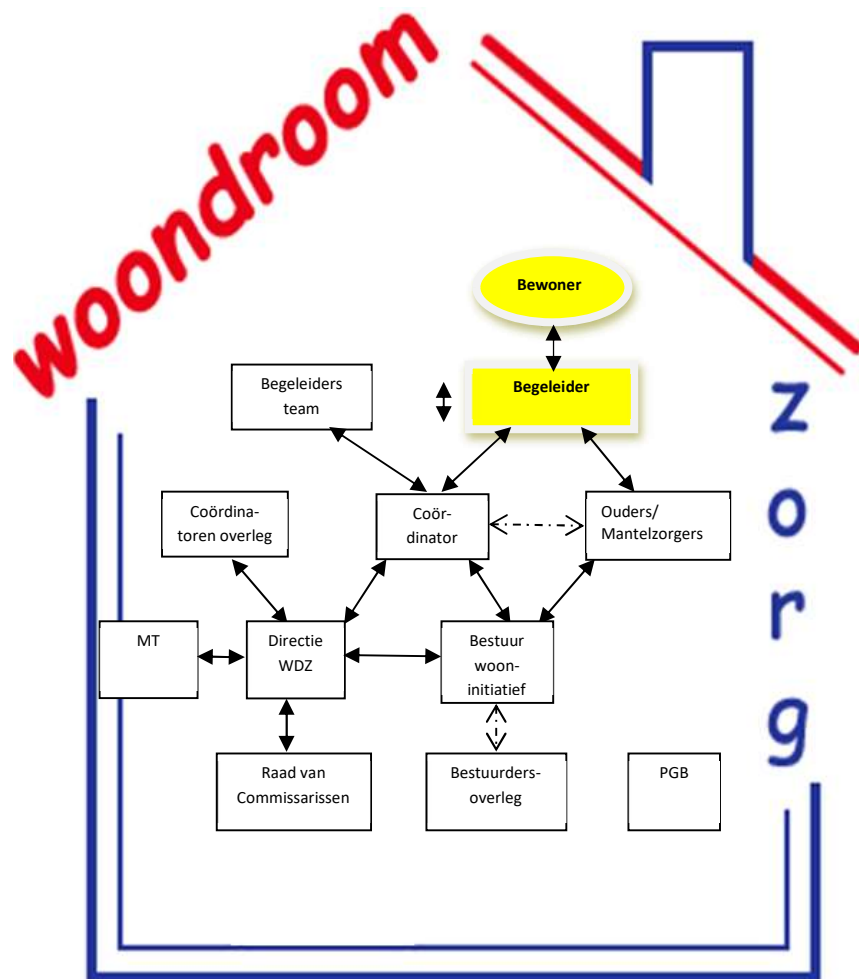 woondroom
zorg
Bewoner
Begeleider
Begeleiders
team
Coördina-
toren overleg
Coör-
dinator
Ouders/
Mantelzorgers
MT
Directie
WDZ
Bestuur
woon-
initiatief
Raad van
Commissarissen
Bestuurders-
overleg
PGB